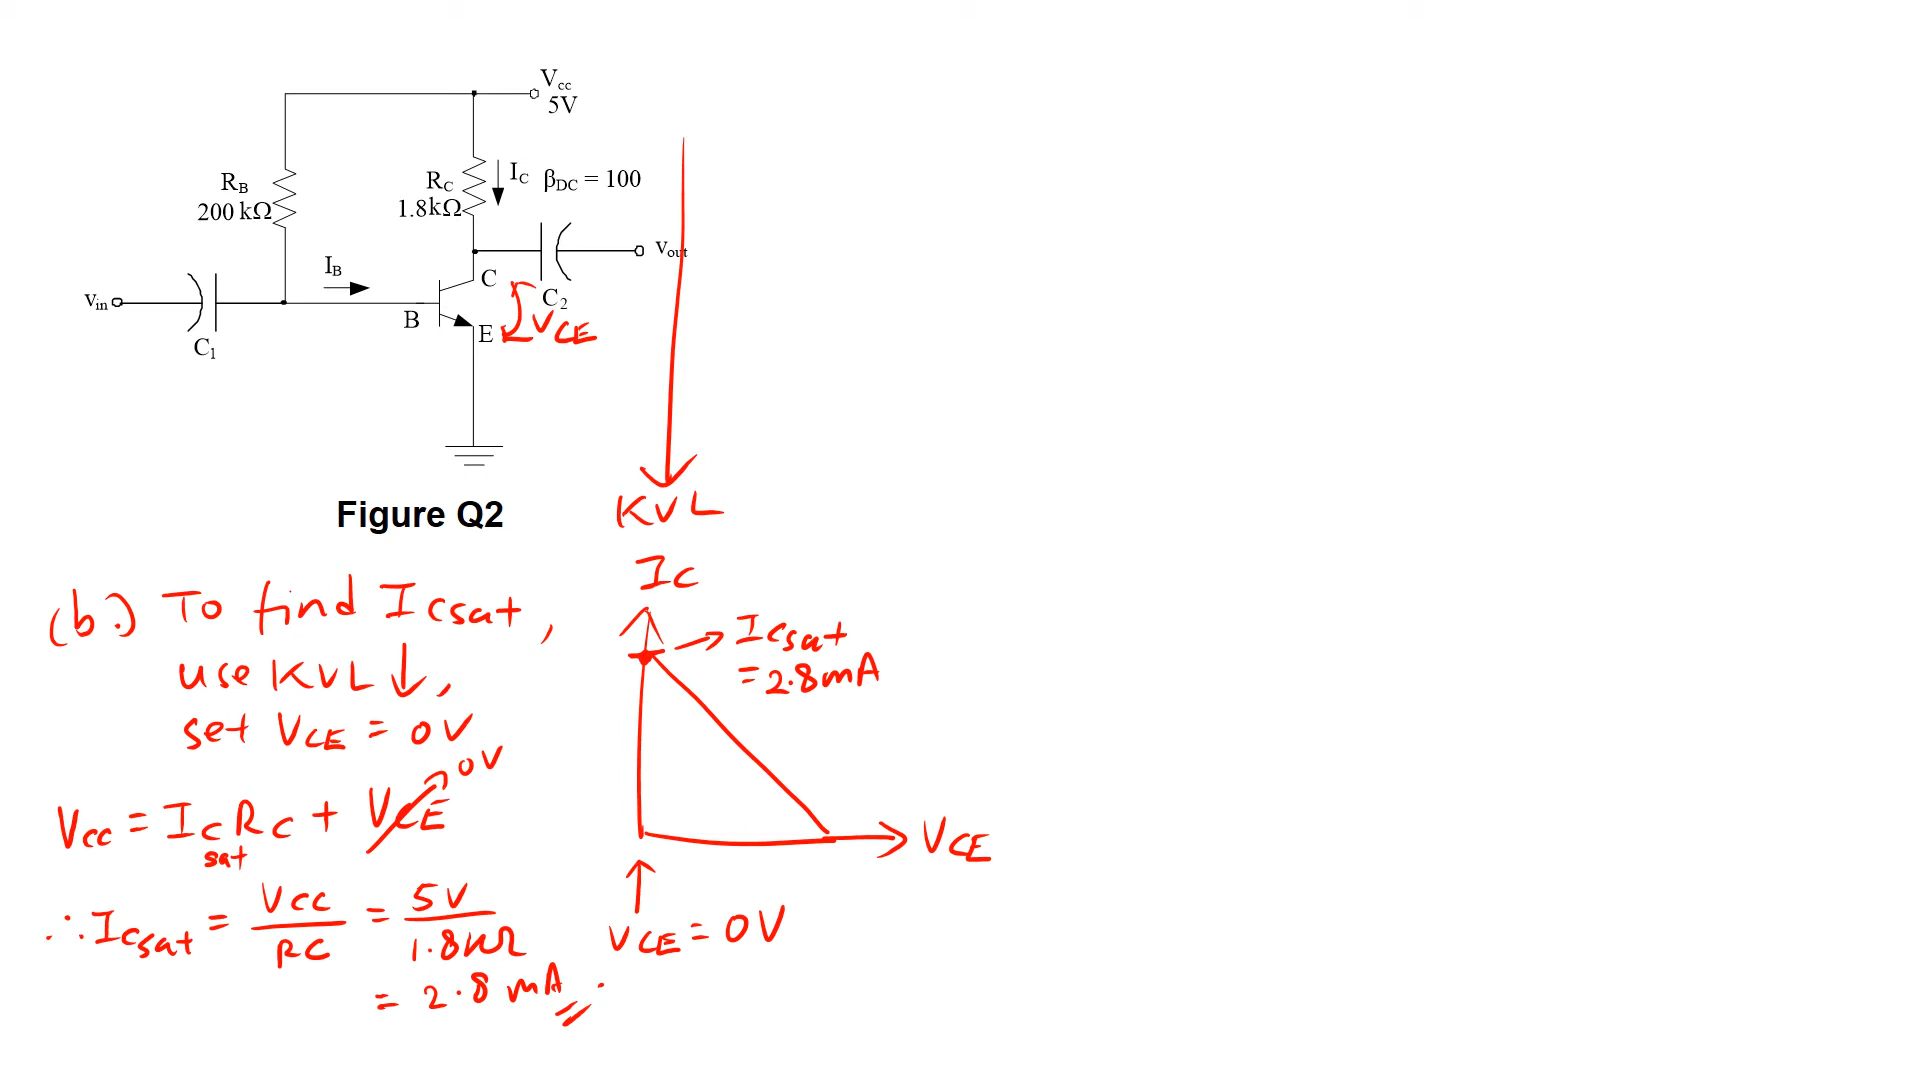 Vcc
5V
RB
200 kΩ
RC
1.8kΩ
IC
βDC = 100
Vout
IB
C
C2
Vin
B
E
VCE
C1
Figure Q2
KVL
(b.) To find ICsat,
use KVL ↓,
set VCE = 0V
VCC = ICsat RC + VCE → 0V
∴ ICsat = VCC / RC = 5V / 1.8kΩ
= 2.8 mA.
IC
→ ICsat
= 2.8mA
VCE
↑
VCE = 0V